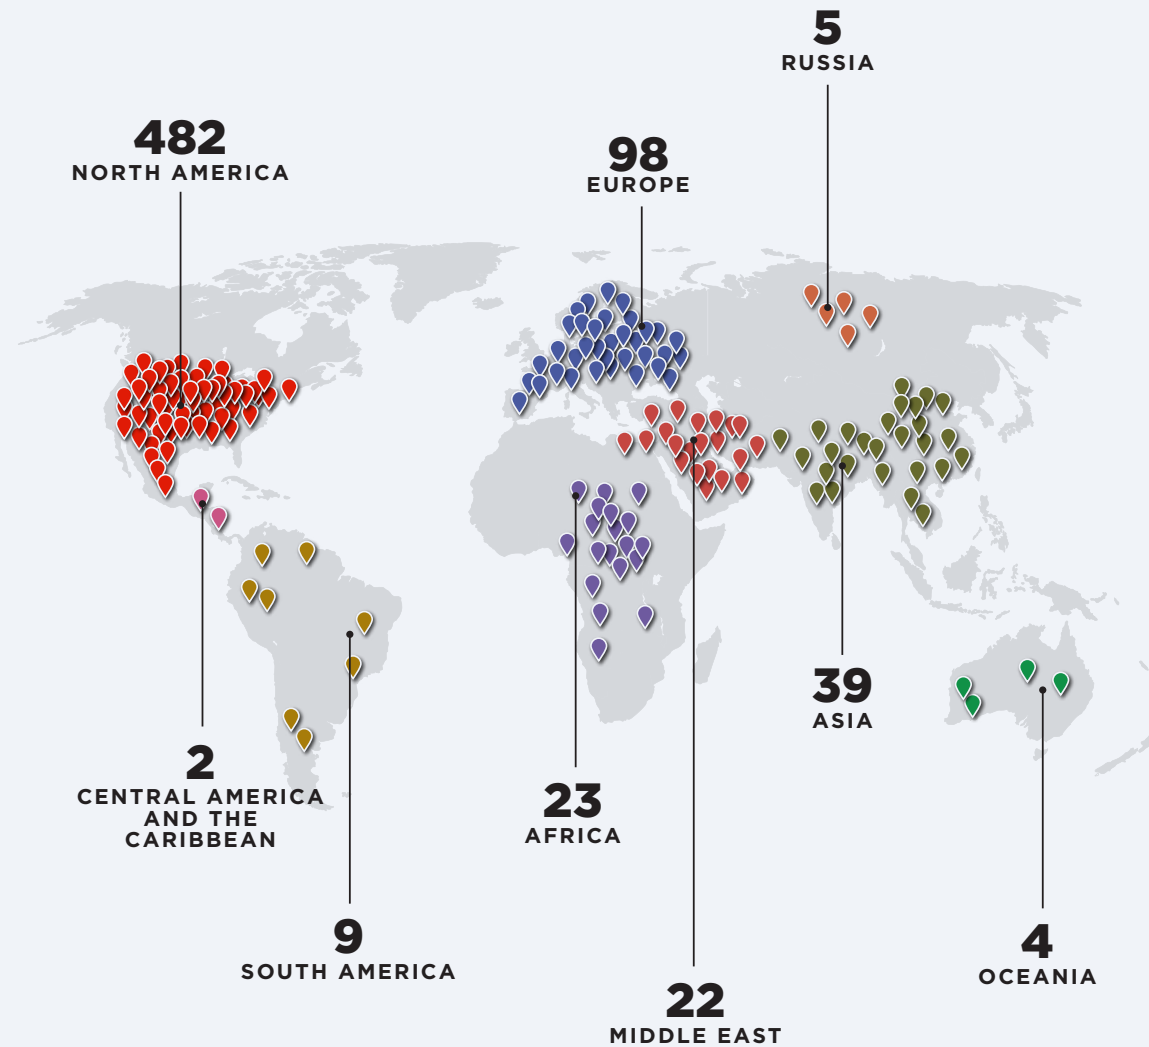 5
RUSSIA
482
NORTH AMERICA
98
EUROPE
39
ASIA
2
CENTRAL AMERICA
AND THE
CARIBBEAN
23
AFRICA
9
SOUTH AMERICA
4
OCEANIA
22
MIDDLE EAST